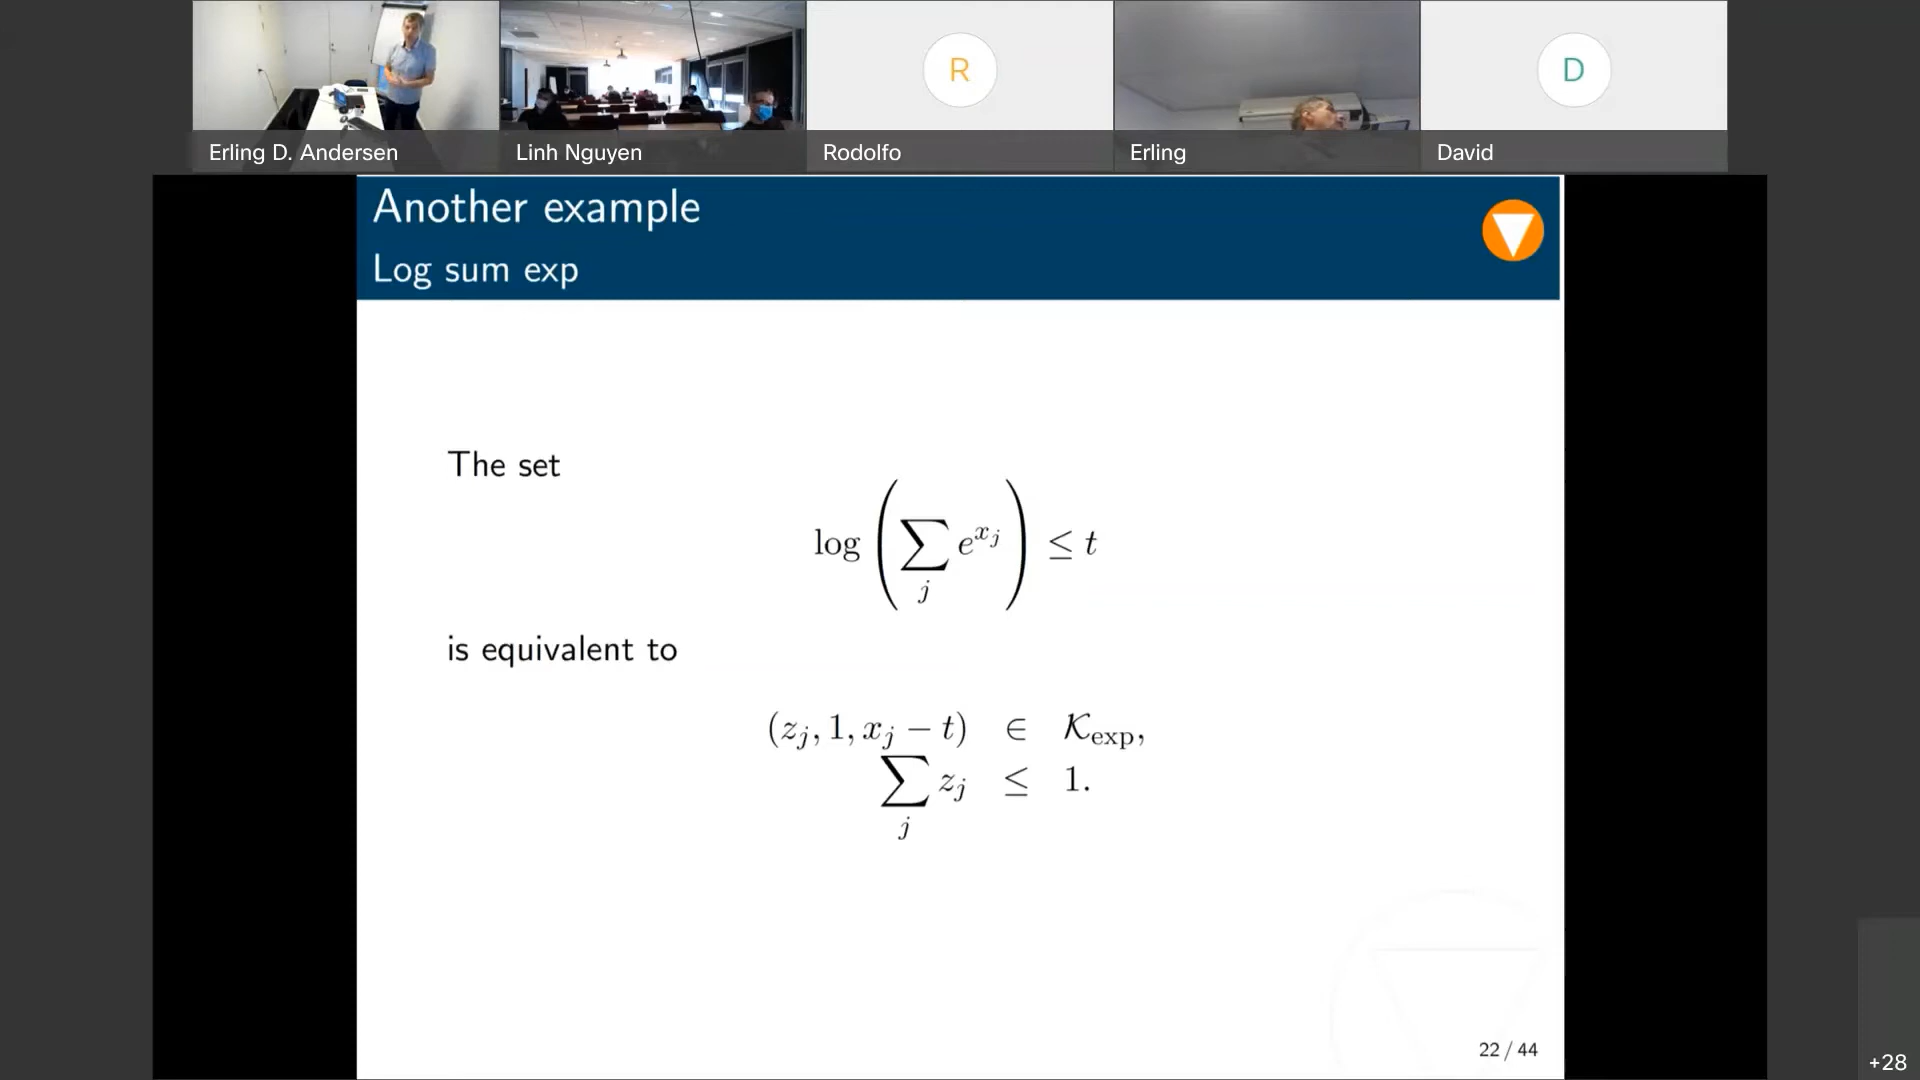 R
D
Erling D. Andersen
Linh Nguyen
Rodolfo
Erling
David
Another example
Log sum exp
The set
log(∑_j e^{x_j}) ≤ t
is equivalent to
(z_j, 1, x_j − t) ∈ 𝒦_exp,
∑_j z_j ≤ 1.
22 / 44
+28